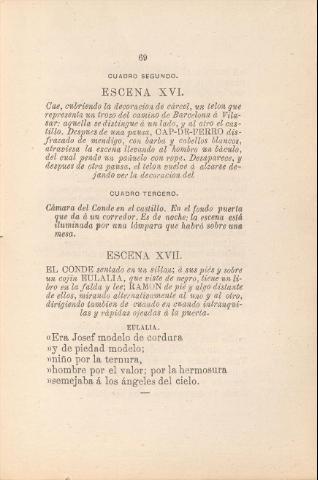 69
CUADRO SEGUNDO.
ESCENA XVI.
Cae, cubriendo la decoracion de cárcel, un telon que
representa un trozo del camino de Barcelona á Vila-
sar: aquella se distingue á un lado, y al otro el cas-
tillo. Despues de una pausa, CAP-DE-FERRO dis-
frazado de mendigo, con barba y cabellos blancos,
atraviesa la escena llevando al hombro un báculo,
del cual pende un pañuelo con ropa. Desaparece, y
despues de otra pausa, el telon vuelve á alzarse de-
jando ver la decoracion del
CUADRO TERCERO.
Cámara del Conde en el castillo. En el fondo puerta
que da á un corredor. Es de noche; la escena está
iluminada por una lámpara que habrá sobre una
mesa.
ESCENA XVII.
EL CONDE sentado en un sillon; á sus piés y sobre
un cojin EULALIA, que viste de negro, tiene un li-
bro en la falda y lee; RAMON de pié y algo distante
de ellos, mirando alternativamente al uno y al otro,
dirigiendo tambien de cuando en cuando intranqui-
las y rápidas ojeadas á la puerta.
EULALIA.
«Era Josef modelo de cordura
»y de piedad modelo;
»niño por la ternura,
»hombre por el valor; por la hermosura
»semejaba á los ángeles del cielo.